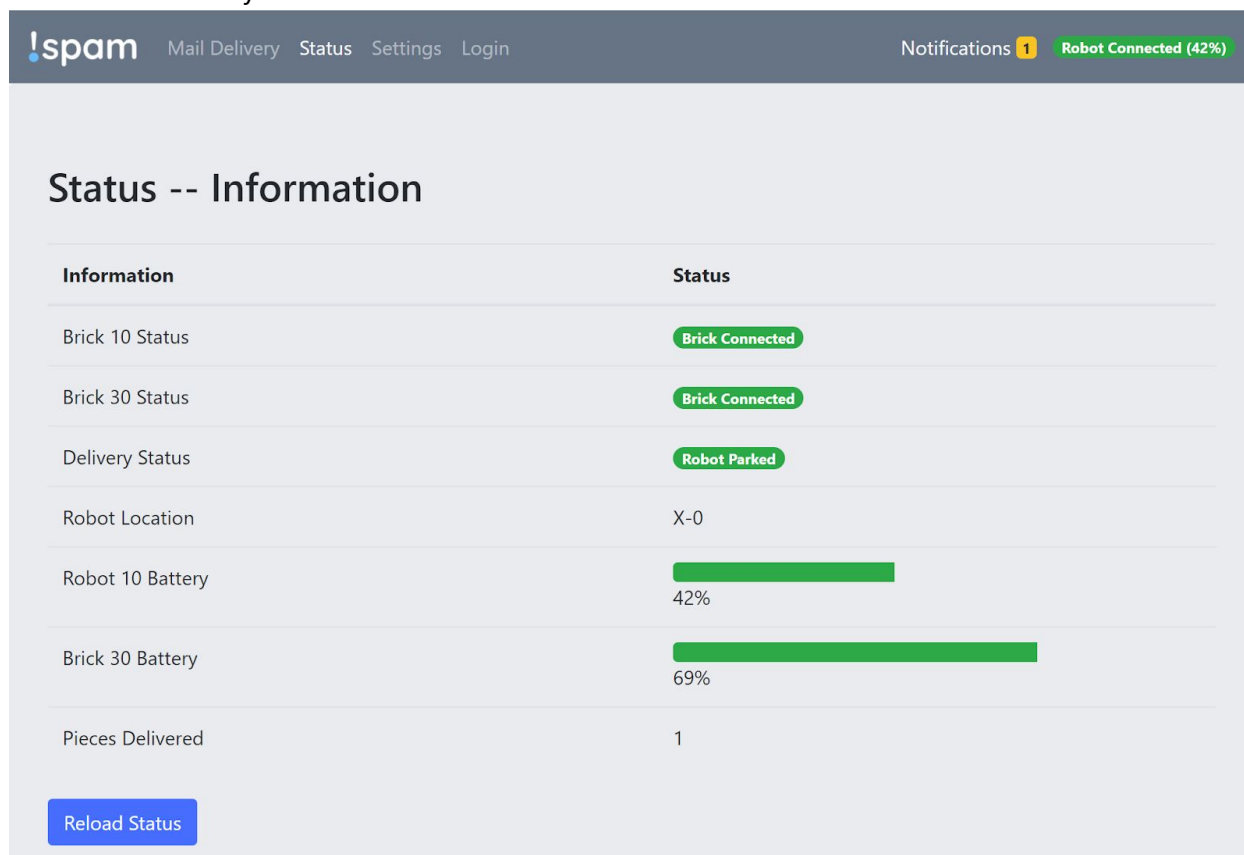 !spam Mail Delivery Status Settings Login Notifications 1 Robot Connected (42%)
Status -- Information
Information Status
Brick 10 Status Brick Connected
Brick 30 Status Brick Connected
Delivery Status Robot Parked
Robot Location X-0
Robot 10 Battery
42%
Brick 30 Battery
69%
Pieces Delivered 1
Reload Status